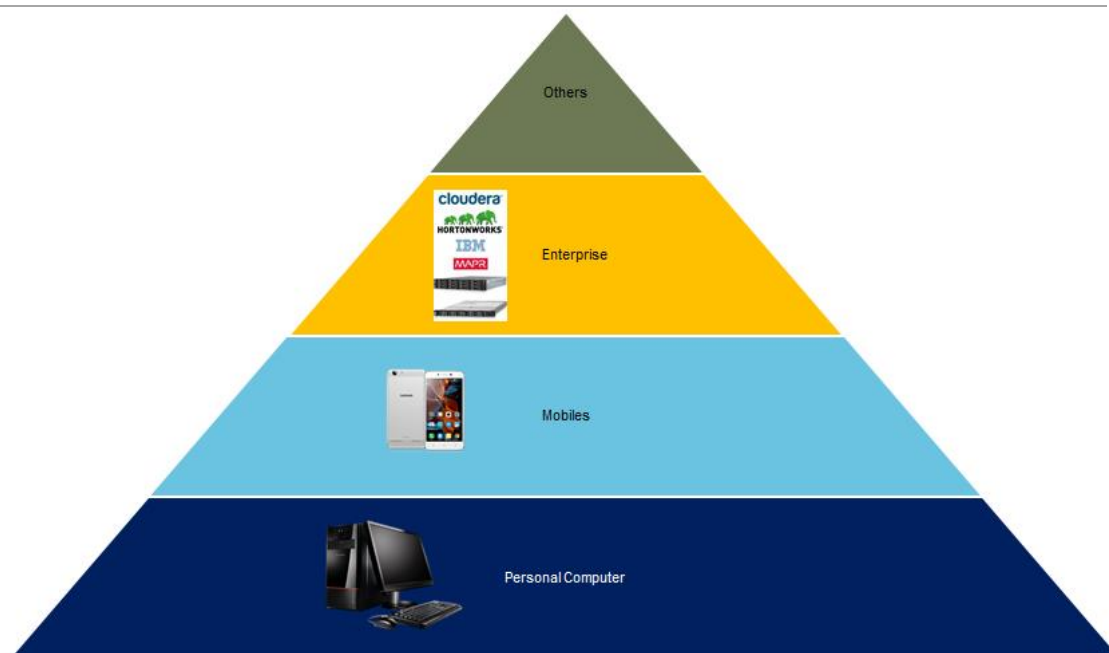 Others
cloudera
HORTONWORKS
IBM
MAPR
Enterprise
Mobiles
Personal Computer